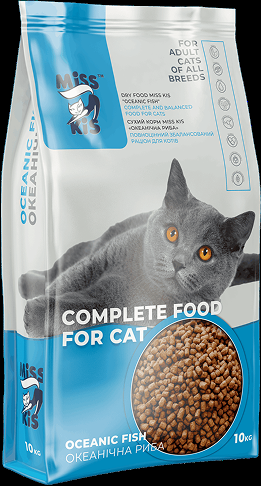 Miss
KiS
FOR
ADULT
CATS
OF ALL
BREEDS
DRY FOOD MISS KIS
"OCEANIC FISH"
COMPLETE AND BALANCED
FOOD FOR CATS
СУХИЙ КОРМ MISS KIS
«ОКЕАНІЧНА РИБА»
ПОВНОЦІННИЙ ЗБАЛАНСОВАНИЙ
РАЦІОН ДЛЯ КОТІВ
OCEANIC FI
ОКЕАНІЧ
COMPLETE FOOD
FOR CAT
Miss
KiS
10KG
OCEANIC FISH
ОКЕАНІЧНА РИБА
10KG